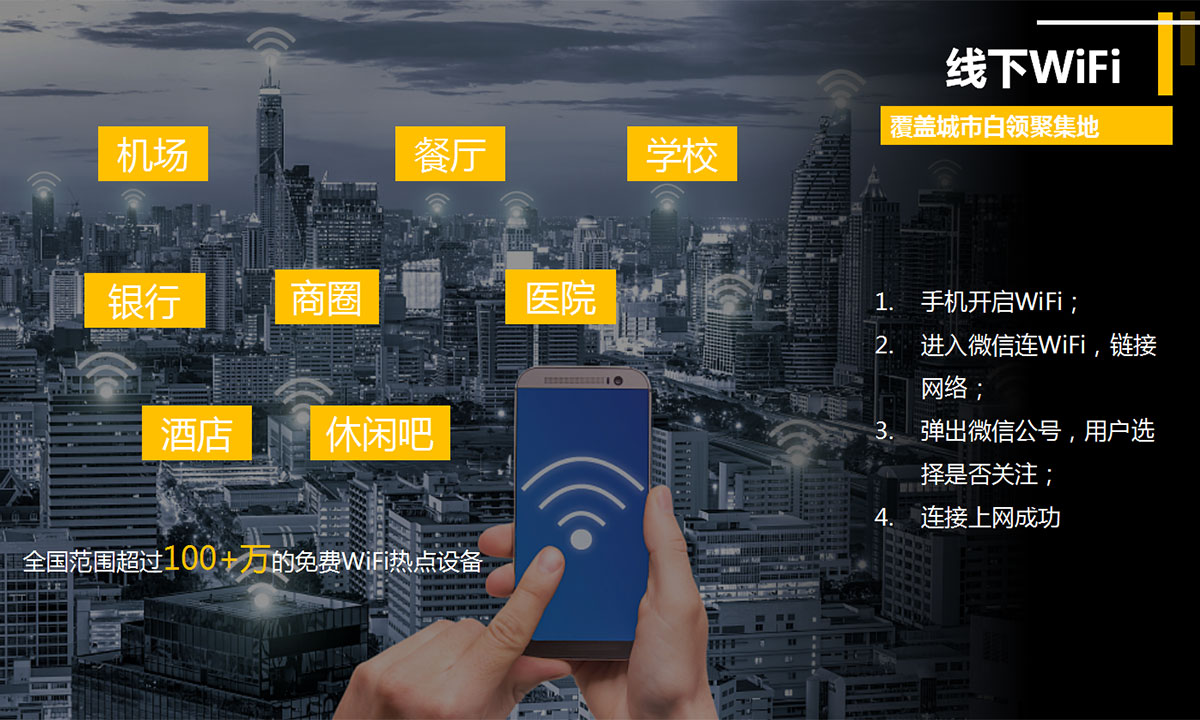 线下WiFi
覆盖城市白领聚集地
机场
餐厅
学校
银行
商圈
医院
酒店
休闲吧
全国范围超过100+万的免费WiFi热点设备
1. 手机开启WiFi；
2. 进入微信连WiFi，链接
网络；
3. 弹出微信公号，用户选
择是否关注；
4. 连接上网成功